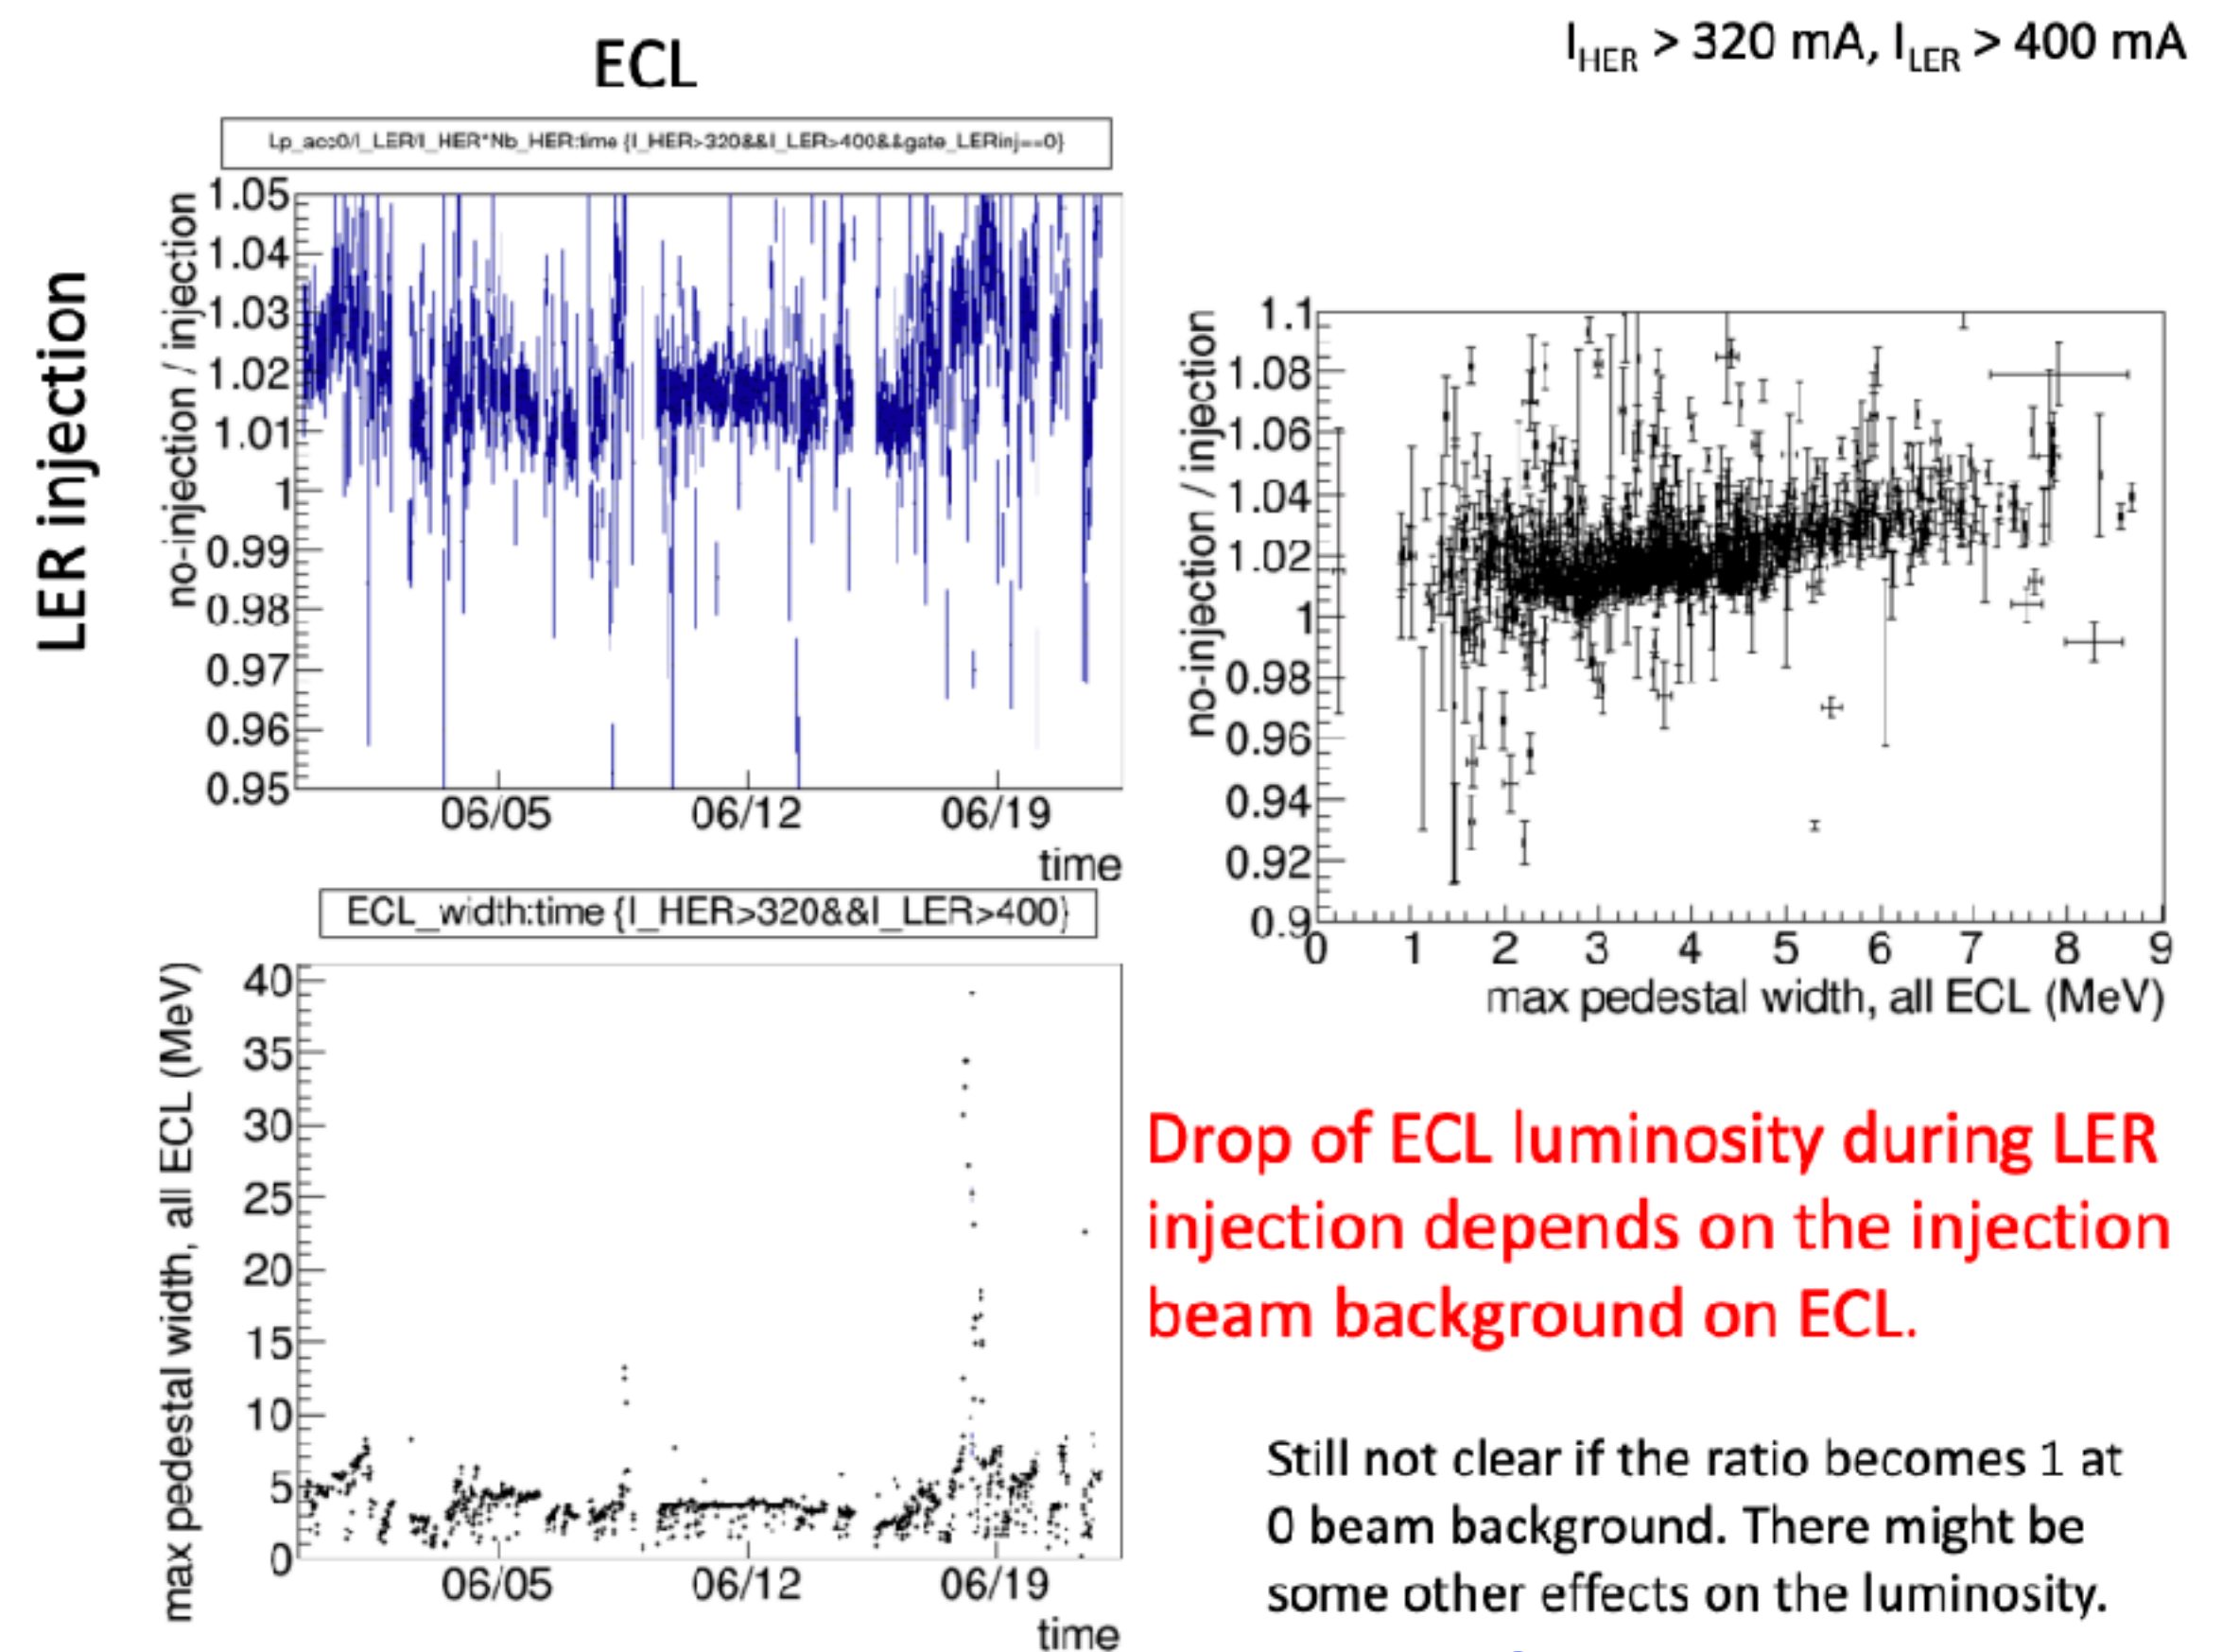 ECL
I_HER > 320 mA, I_LER > 400 mA
LER injection
Lp_acc0/I_LER/I_HER*Nb_HER:time {I_HER>320&&I_LER>400&&gate_LERinj==0}
no-injection / injection
1.05
1.04
1.03
1.02
1.01
1
0.99
0.98
0.97
0.96
0.95
06/05 06/12 06/19
time
ECL_width:time {I_HER>320&&I_LER>400}
max pedestal width, all ECL (MeV)
40
35
30
25
20
15
10
5
0
06/05 06/12 06/19
time
no-injection / injection
1.1
1.08
1.06
1.04
1.02
1
0.98
0.96
0.94
0.92
0.9
0 1 2 3 4 5 6 7 8 9
max pedestal width, all ECL (MeV)
Drop of ECL luminosity during LER
injection depends on the injection
beam background on ECL.
Still not clear if the ratio becomes 1 at
0 beam background. There might be
some other effects on the luminosity.